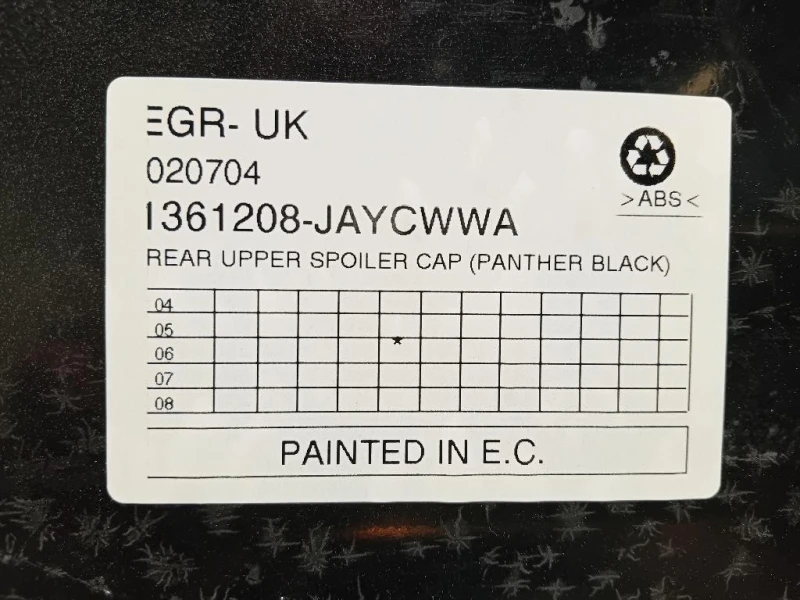 EGR- UK
020704
1361208-JAYCWWA
>ABS<
REAR UPPER SPOILER CAP (PANTHER BLACK)
04
05
06
07
08
PAINTED IN E.C.